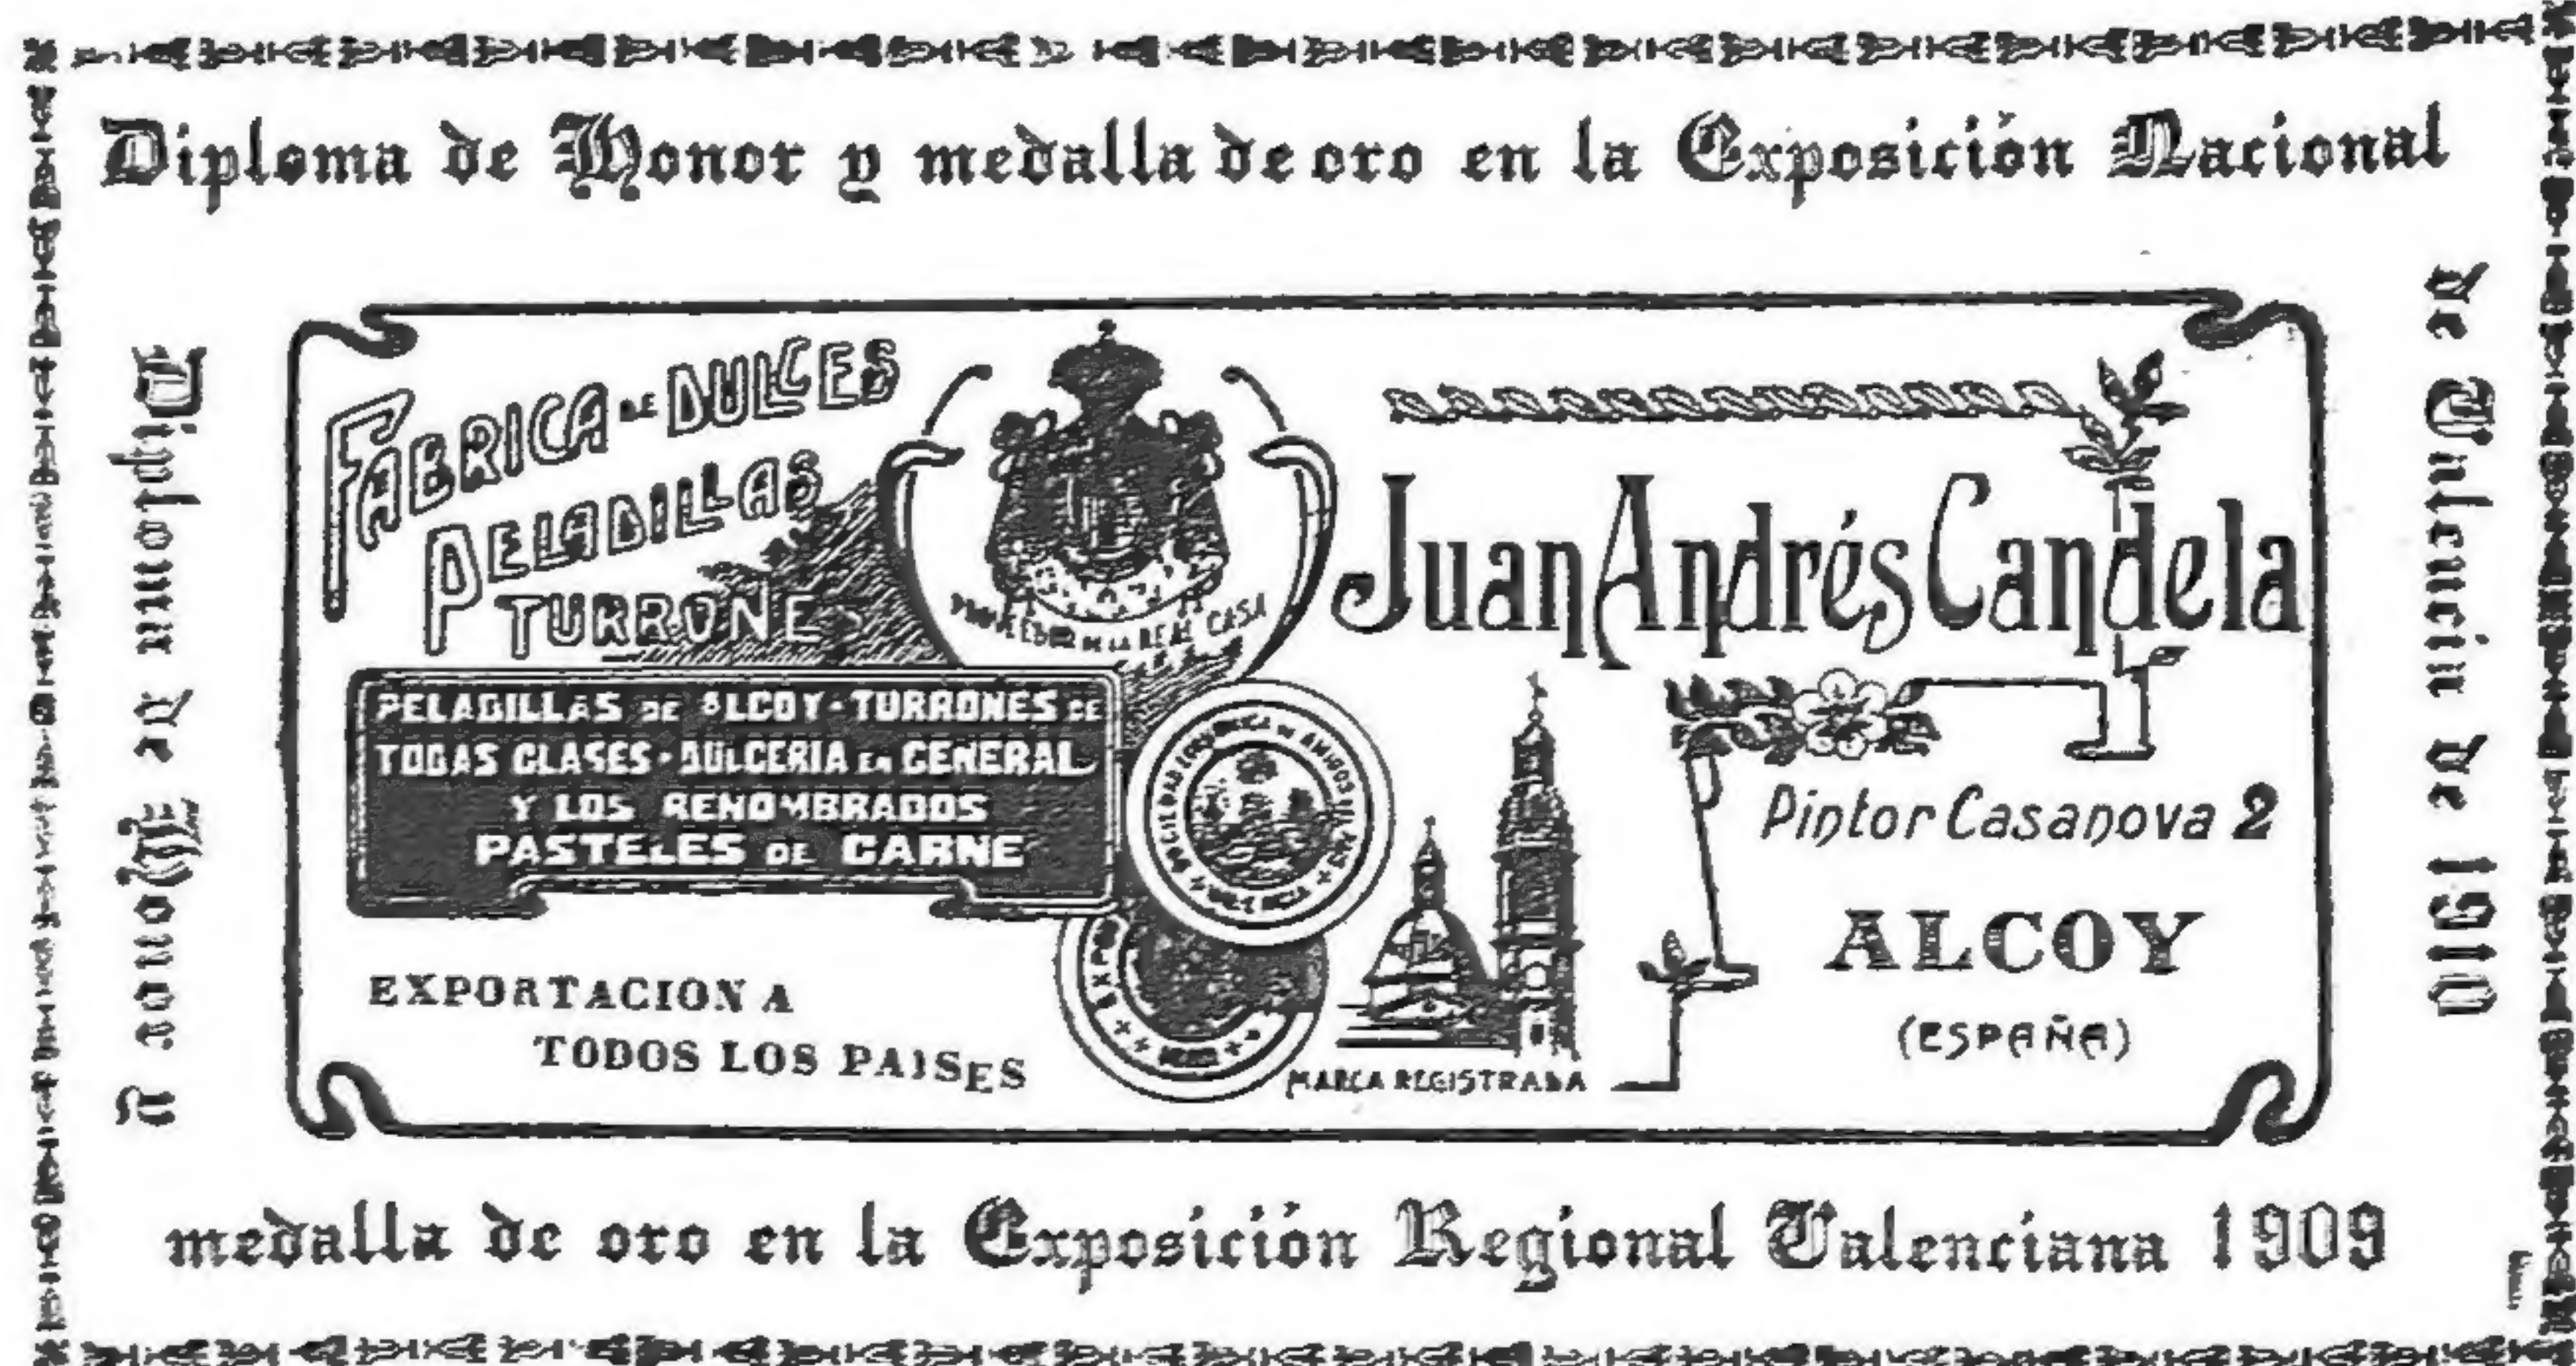 Diploma de Honor y medalla de oro en la Exposición Nacional
de Valencia de 1910
Diploma de Honor y
medalla de oro en la Exposición Regional Valenciana 1909
FABRICA DE DULCES
PELADILLAS
TURRONES
PROVEEDOR DE LA REAL CASA
PELADILLAS DE ALCOY - TURRONES DE
TODAS CLASES · DULCERIA EN GENERAL
Y LOS RENOMBRADOS
PASTELES DE CARNE
EXPORTACION A
TODOS LOS PAISES
MARCA REGISTRADA
Juan Andrés Candela
Pintor Casanova 2
ALCOY
(ESPAÑA)